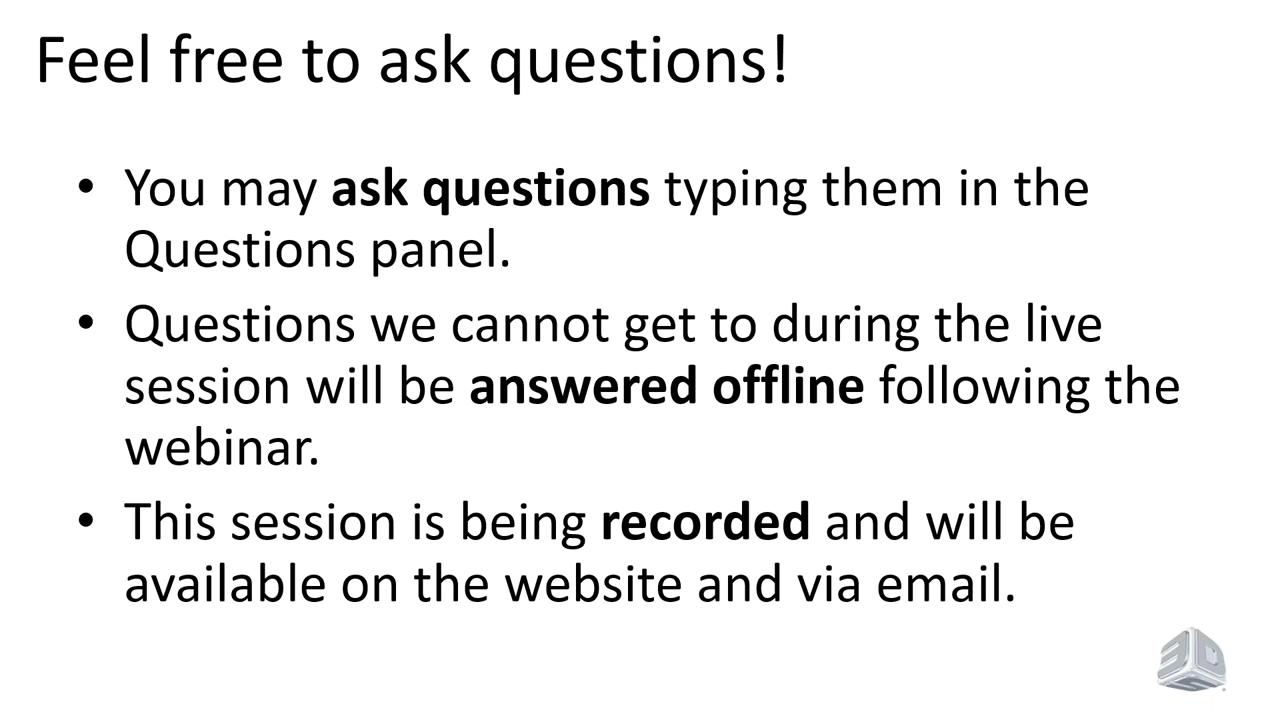 Feel free to ask questions!
• You may ask questions typing them in the
Questions panel.
• Questions we cannot get to during the live
session will be answered offline following the
webinar.
• This session is being recorded and will be
available on the website and via email.
3DS